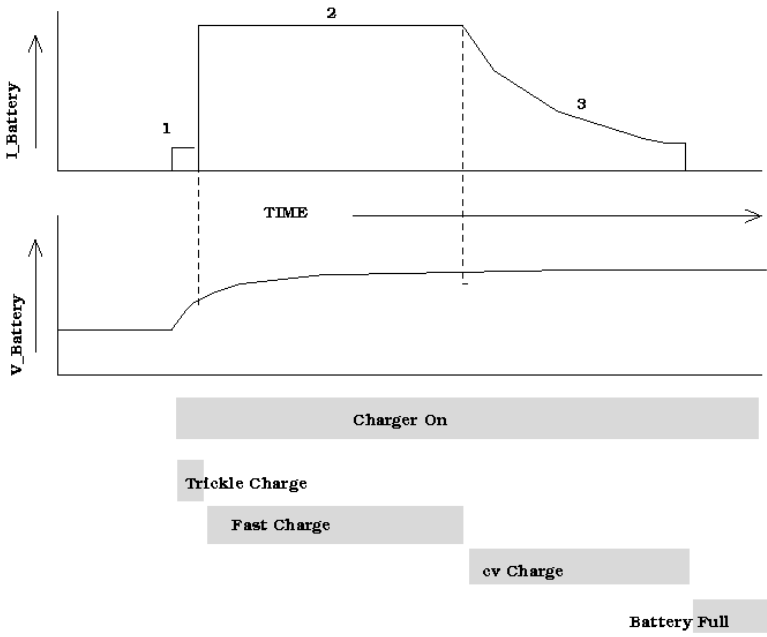 2
I_Battery
1
3
TIME
V_Battery
Charger On
Trickle Charge
Fast Charge
cv Charge
Battery Full